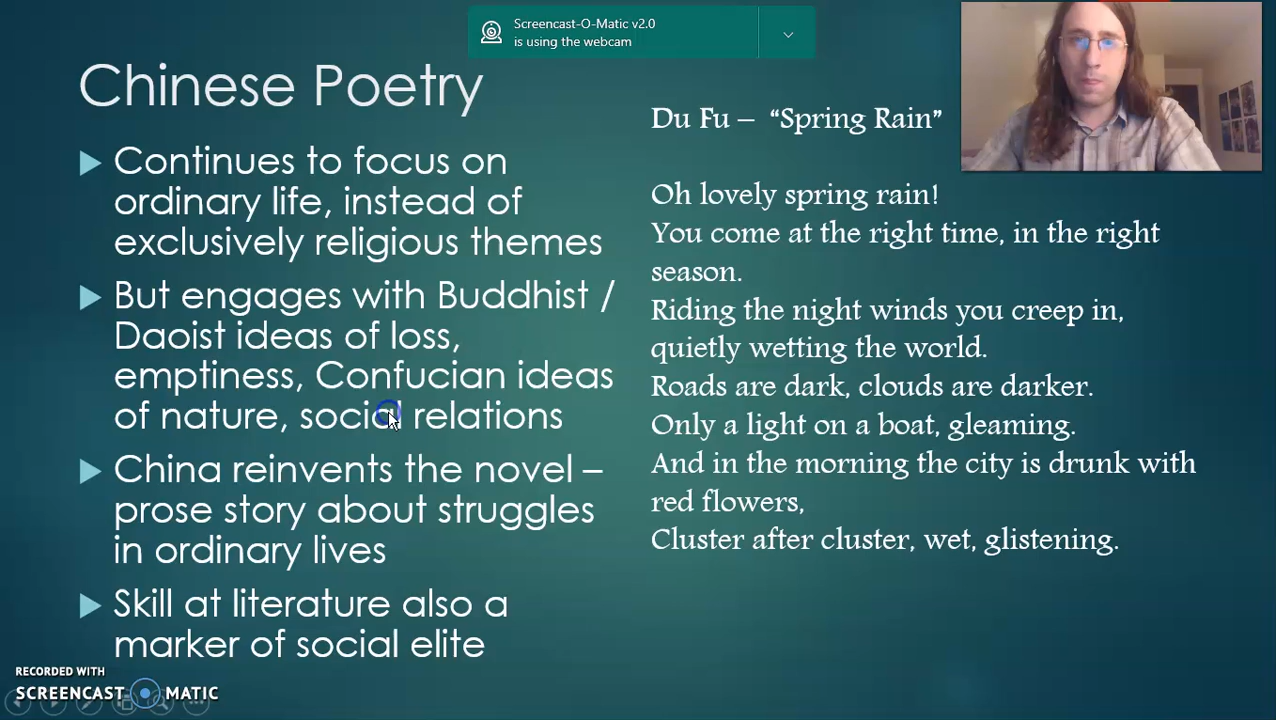 Screencast-O-Matic v2.0
is using the webcam
Chinese Poetry
Continues to focus on
ordinary life, instead of
exclusively religious themes
But engages with Buddhist /
Daoist ideas of loss,
emptiness, Confucian ideas
of nature, social relations
China reinvents the novel –
prose story about struggles
in ordinary lives
Skill at literature also a
marker of social elite
Du Fu – “Spring Rain”
Oh lovely spring rain!
You come at the right time, in the right
season.
Riding the night winds you creep in,
quietly wetting the world.
Roads are dark, clouds are darker.
Only a light on a boat, gleaming.
And in the morning the city is drunk with
red flowers,
Cluster after cluster, wet, glistening.
RECORDED WITH
SCREENCAST MATIC